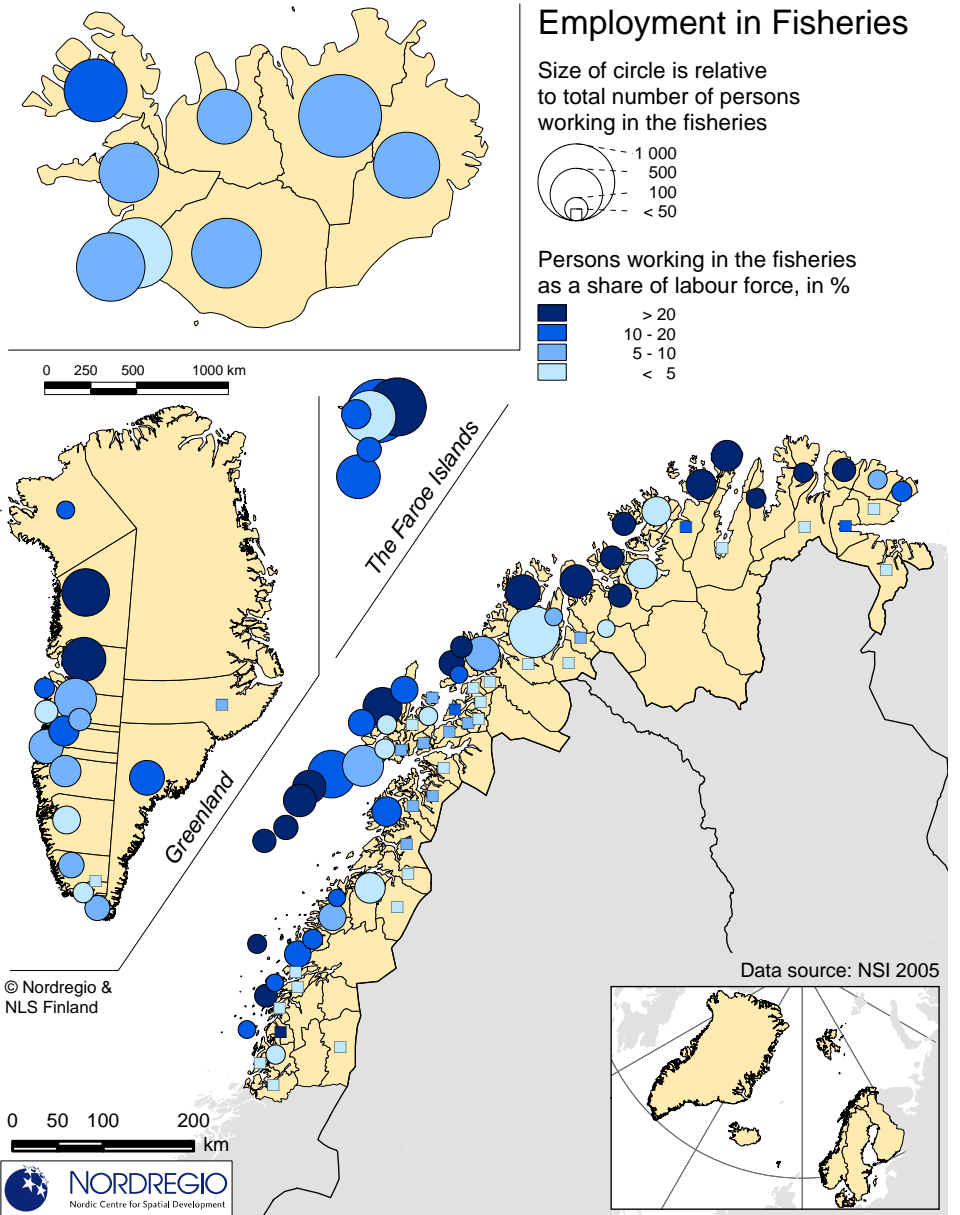 Employment in Fisheries
Size of circle is relative
to total number of persons
working in the fisheries
1 000
500
100
< 50
Persons working in the fisheries
as a share of labour force, in %
> 20
10 - 20
5 - 10
< 5
0 250 500 1000 km
The Faroe Islands
Greenland
© Nordregio &
NLS Finland
Data source: NSI 2005
0 50 100 200
km
NORDREGIO
Nordic Centre for Spatial Development